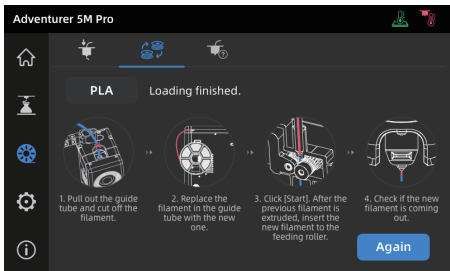 Adventurer 5M Pro
PLA
Loading finished.
1. Pull out the guide
tube and cut off the
filament.
2. Replace the
filament in the guide
tube with the new
one.
3. Click [Start]. After the
previous filament is
extruded, insert the
new filament to the
feeding roller.
4. Check if the new
filament is coming
out.
Again